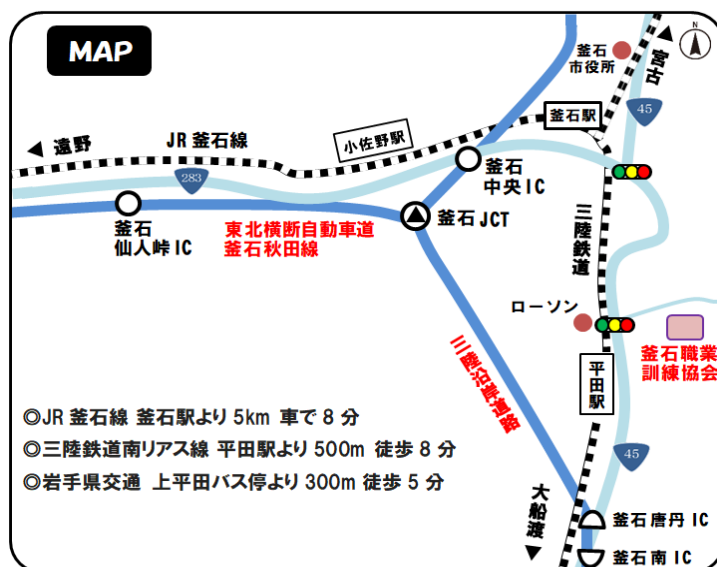 MAP
N
釜石
市役所
宮古
45
釜石駅
小佐野駅
JR 釜石線
遠野
283
釜石
中央 IC
釜石
仙人峠 IC
東北横断自動車道
釜石秋田線
釜石 JCT
三陸鉄道
ローソン
釜石職業
訓練協会
平田駅
三陸沿岸道路
◎JR 釜石線 釜石駅より 5km 車で 8 分
◎三陸鉄道南リアス線 平田駅より 500m 徒歩 8 分
◎岩手県交通 上平田バス停より 300m 徒歩 5 分
45
大船渡
釜石唐丹 IC
釜石南 IC